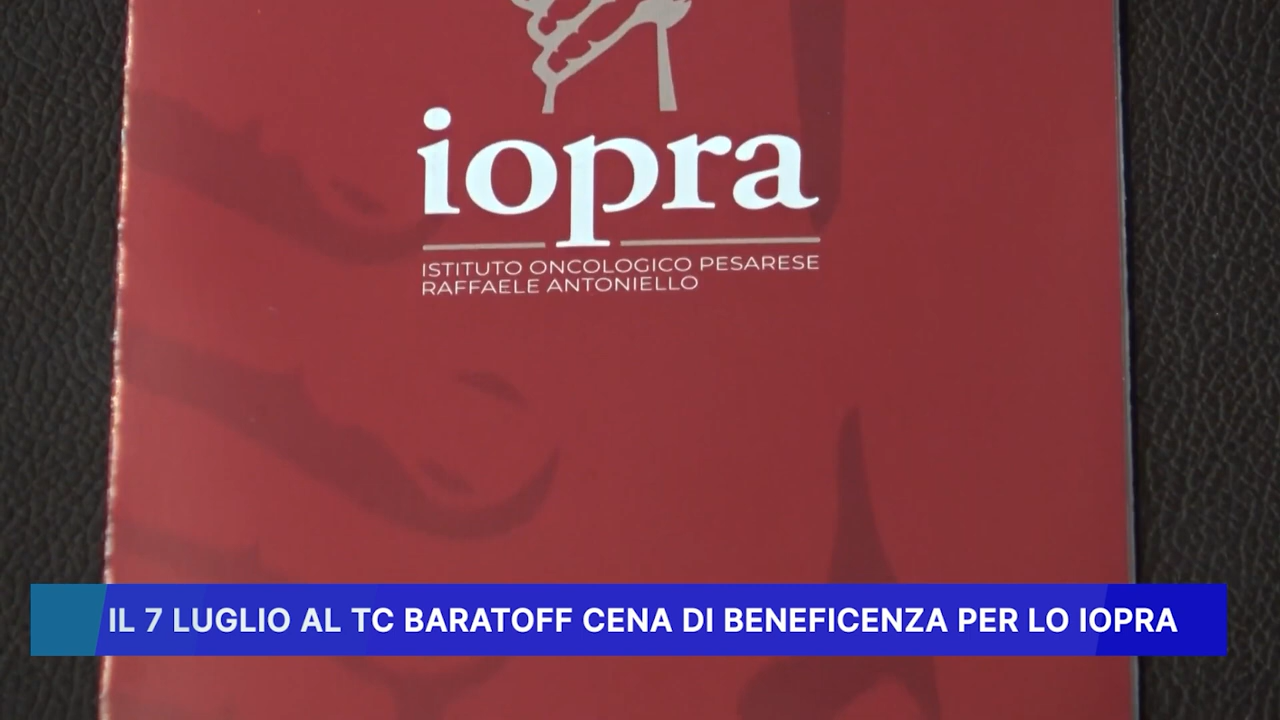 iopra
ISTITUTO ONCOLOGICO PESARESE
RAFFAELE ANTONIELLO
IL 7 LUGLIO AL TC BARATOFF CENA DI BENEFICENZA PER LO IOPRA